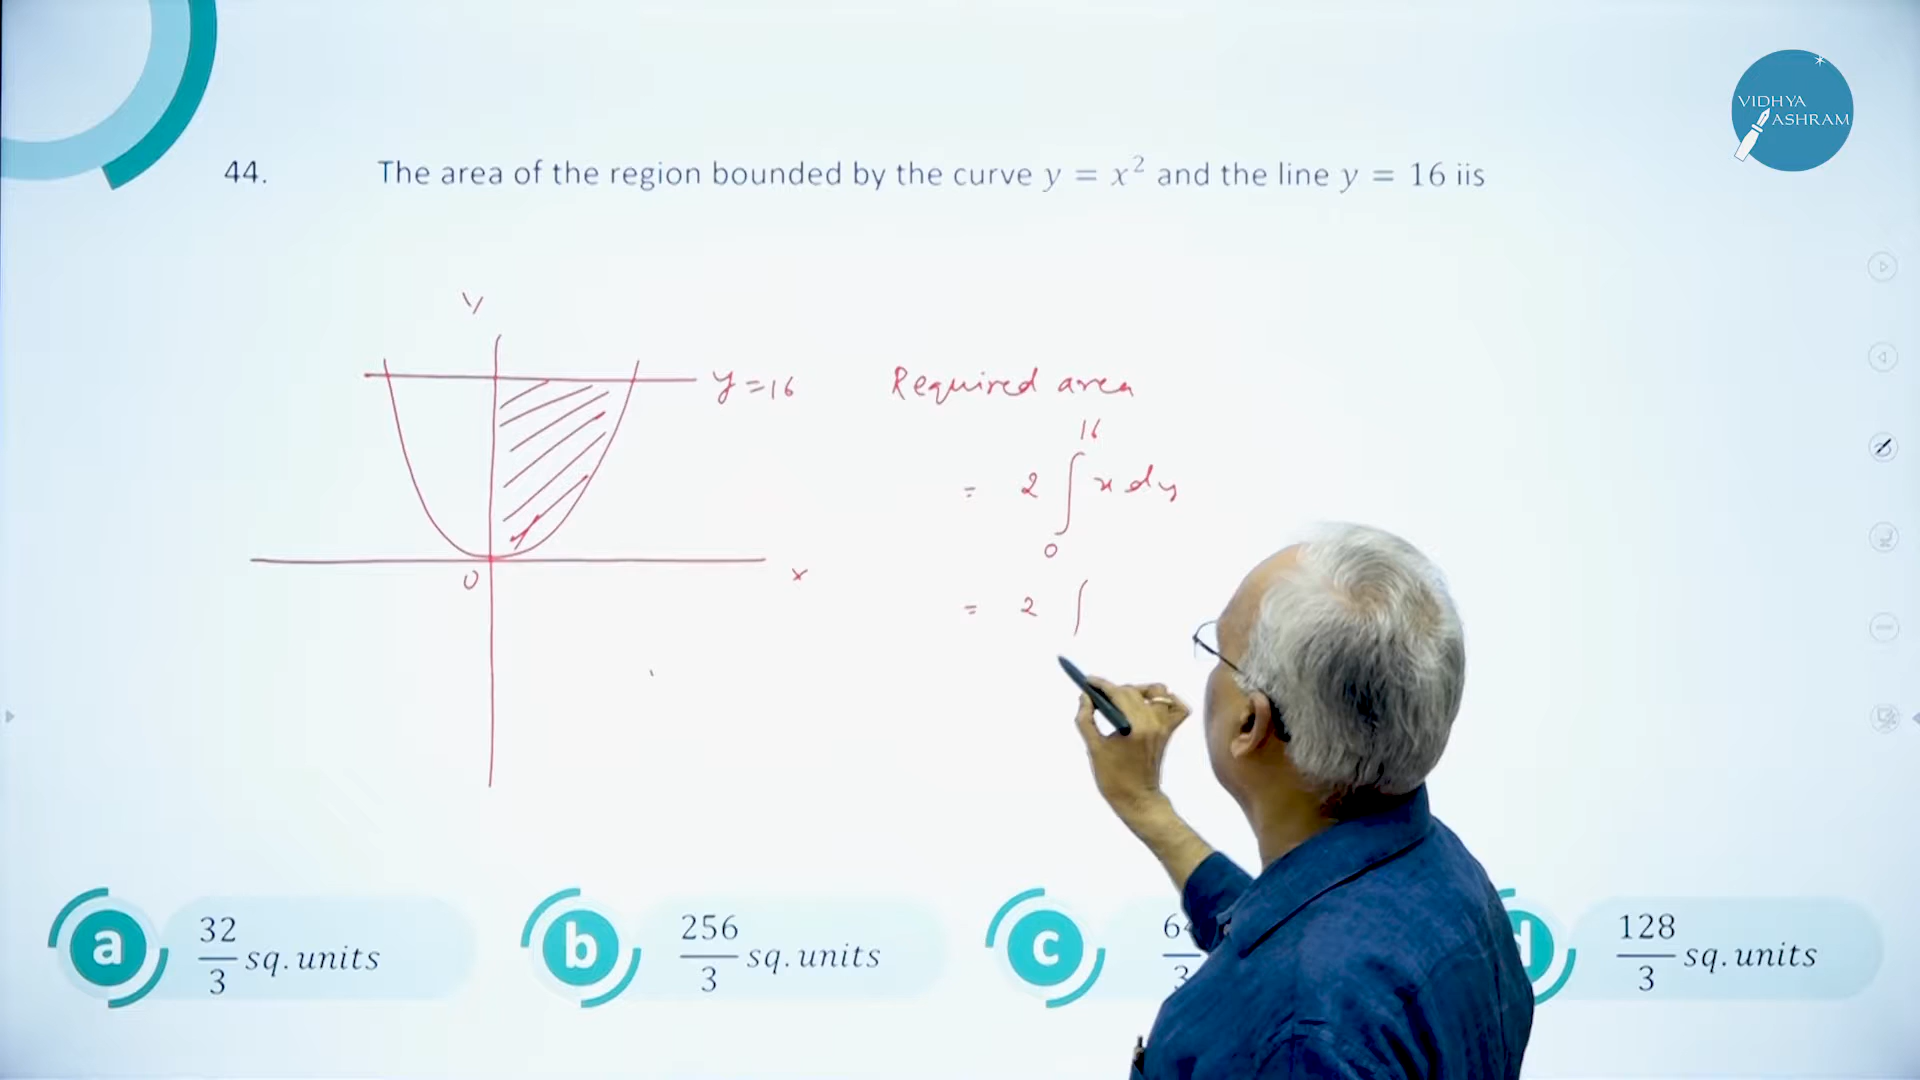 VIDHYA
ASHRAM
44. The area of the region bounded by the curve y = x² and the line y = 16 iis
Y
y = 16
Required area
16
= 2 ∫ x dy
0
0
x
= 2 ∫
a 32/3 sq.units
b 256/3 sq.units
c
d 128/3 sq.units